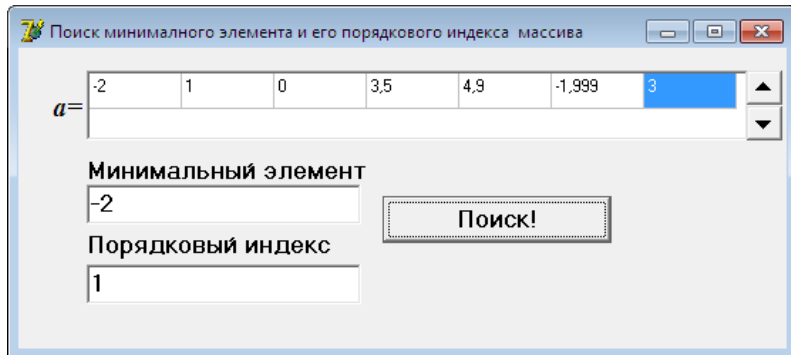 Поиск минималного элемента и его порядкового индекса массива
a= -2 1 0 3,5 4,9 -1,999 3
Минимальный элемент
-2
Поиск!
Порядковый индекс
1